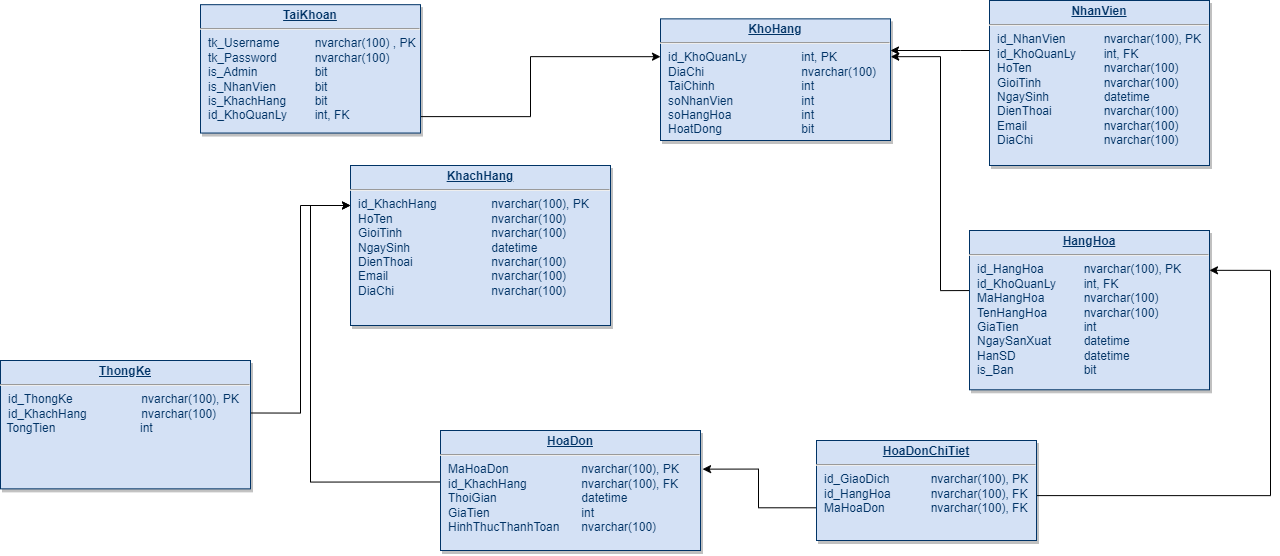 TaiKhoan
tk_Username nvarchar(100) , PK
tk_Password nvarchar(100)
is_Admin bit
is_NhanVien bit
is_KhachHang bit
id_KhoQuanLy int, FK
KhoHang
id_KhoQuanLy int, PK
DiaChi nvarchar(100)
TaiChinh int
soNhanVien int
soHangHoa int
HoatDong bit
NhanVien
id_NhanVien nvarchar(100), PK
id_KhoQuanLy int, FK
HoTen nvarchar(100)
GioiTinh nvarchar(100)
NgaySinh datetime
DienThoai nvarchar(100)
Email nvarchar(100)
DiaChi nvarchar(100)
KhachHang
id_KhachHang nvarchar(100), PK
HoTen nvarchar(100)
GioiTinh nvarchar(100)
NgaySinh datetime
DienThoai nvarchar(100)
Email nvarchar(100)
DiaChi nvarchar(100)
HangHoa
id_HangHoa nvarchar(100), PK
id_KhoQuanLy int, FK
MaHangHoa nvarchar(100)
TenHangHoa nvarchar(100)
GiaTien int
NgaySanXuat datetime
HanSD datetime
is_Ban bit
ThongKe
id_ThongKe nvarchar(100), PK
id_KhachHang nvarchar(100)
TongTien int
HoaDon
MaHoaDon nvarchar(100), PK
id_KhachHang nvarchar(100), FK
ThoiGian datetime
GiaTien int
HinhThucThanhToan nvarchar(100)
HoaDonChiTiet
id_GiaoDich nvarchar(100), PK
id_HangHoa nvarchar(100), FK
MaHoaDon nvarchar(100), FK